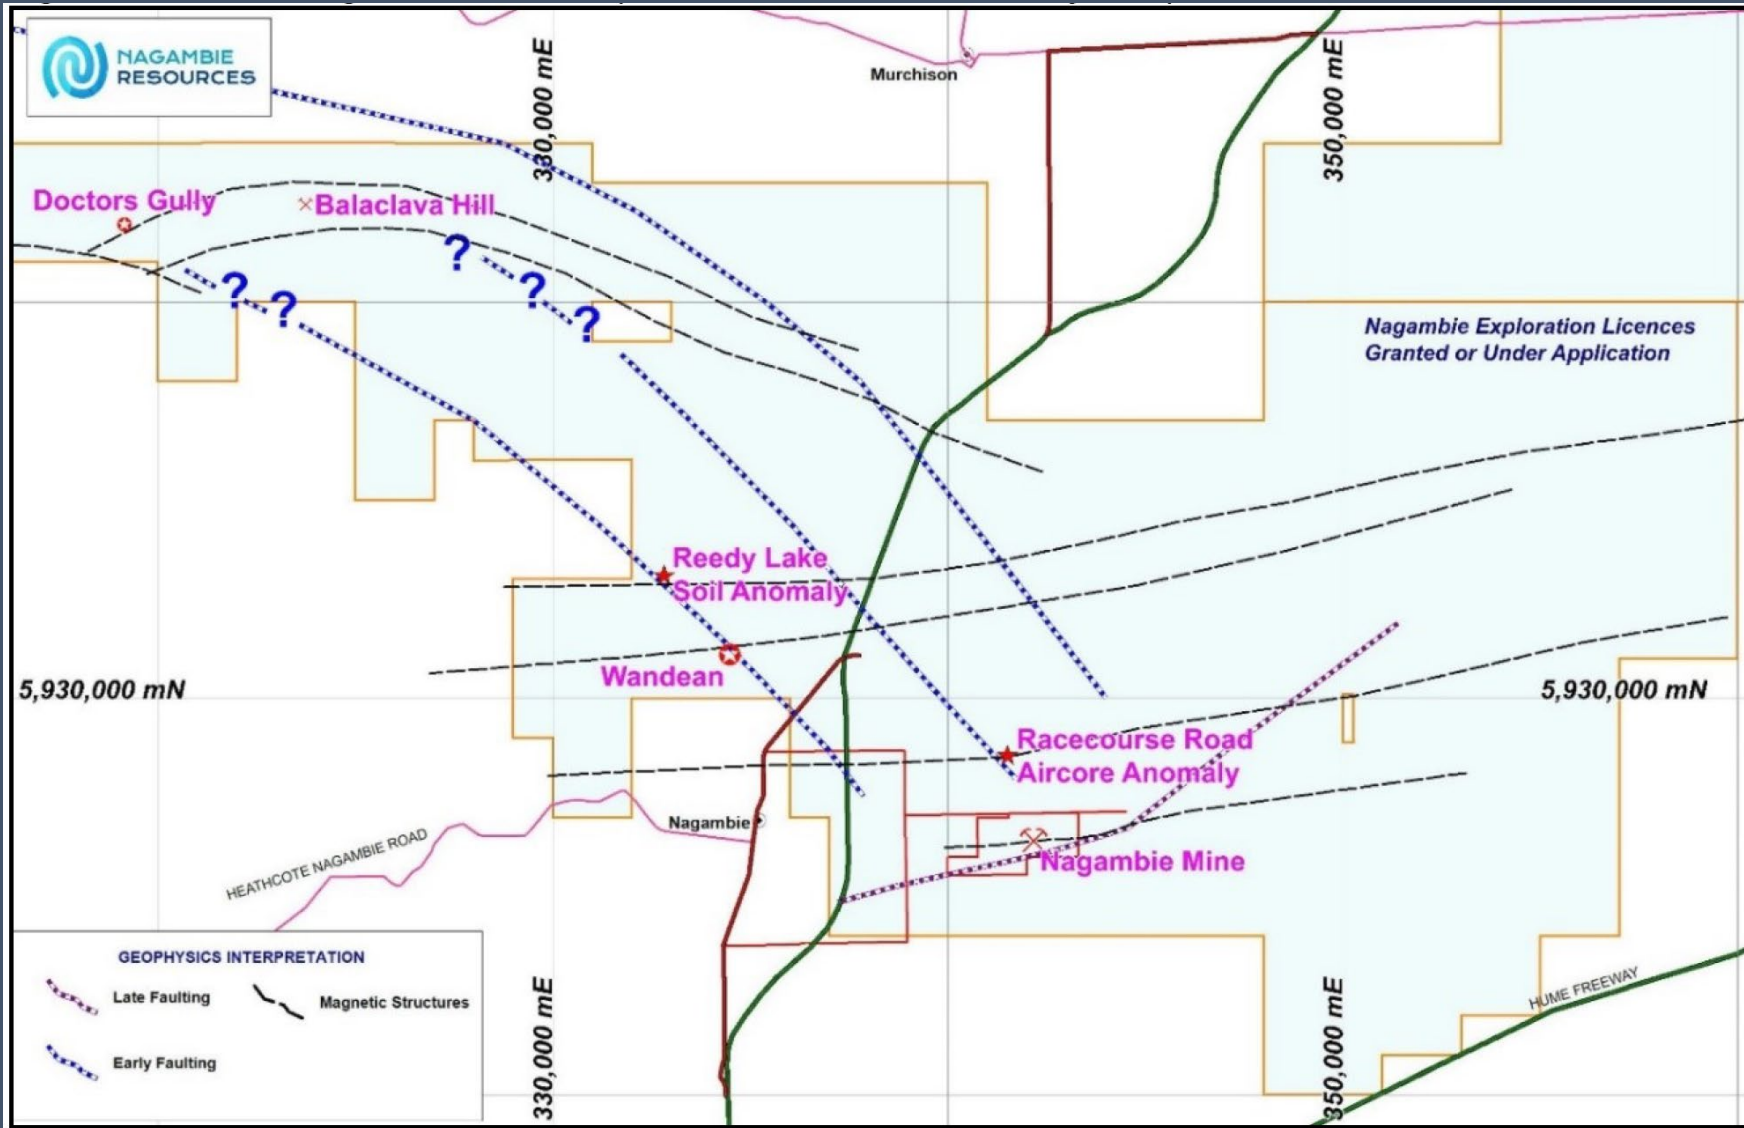 NAGAMBIE
RESOURCES
330,000 mE
350,000 mE
Murchison
Doctors Gully
Balaclava Hill
?
?
?
?
?
Nagambie Exploration Licences
Granted or Under Application
Reedy Lake
Soil Anomaly
Wandean
5,930,000 mN
5,930,000 mN
Racecourse Road
Aircore Anomaly
Nagambie
Nagambie Mine
HEATHCOTE NAGAMBIE ROAD
GEOPHYSICS INTERPRETATION
Late Faulting
Magnetic Structures
Early Faulting
HUME FREEWAY
330,000 mE
350,000 mE